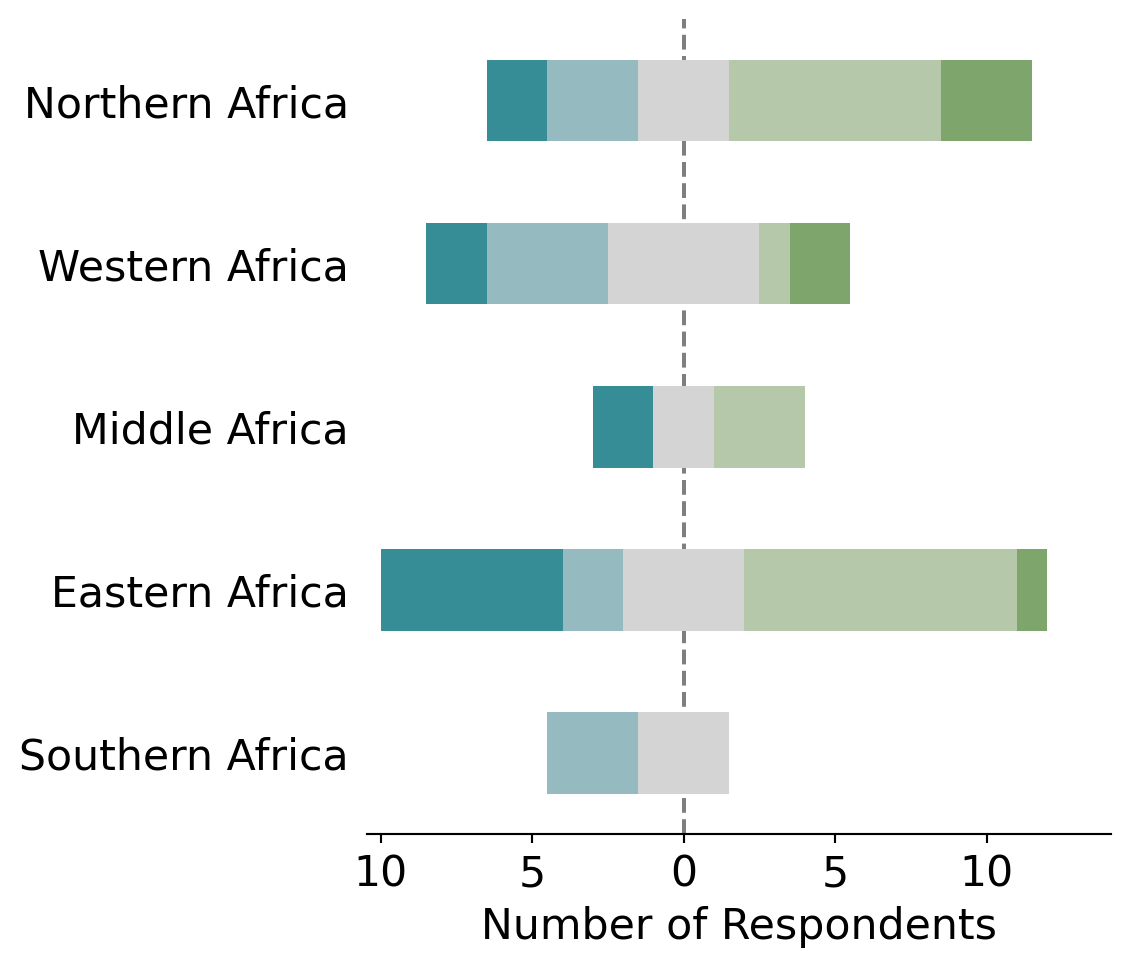 Northern Africa
Western Africa
Middle Africa
Eastern Africa
Southern Africa
10 5 0 5 10
Number of Respondents